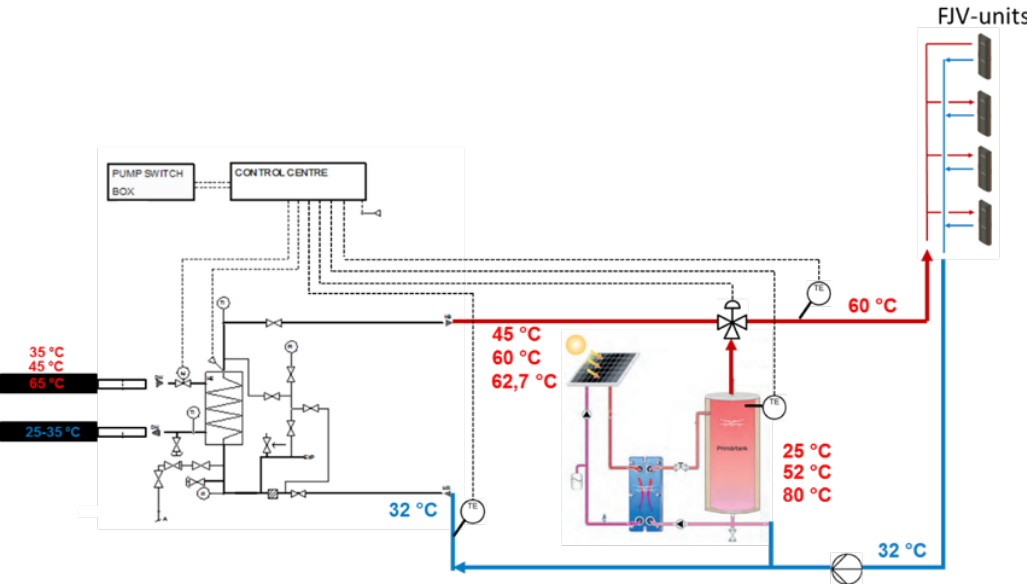 FJV-units
PUMP SWITCH
BOX
CONTROL CENTRE
TE
60 °C
45 °C
60 °C
62,7 °C
35 °C
45 °C
65 °C
25-35 °C
TE
Primärtank
25 °C
52 °C
80 °C
32 °C
TE
32 °C
A